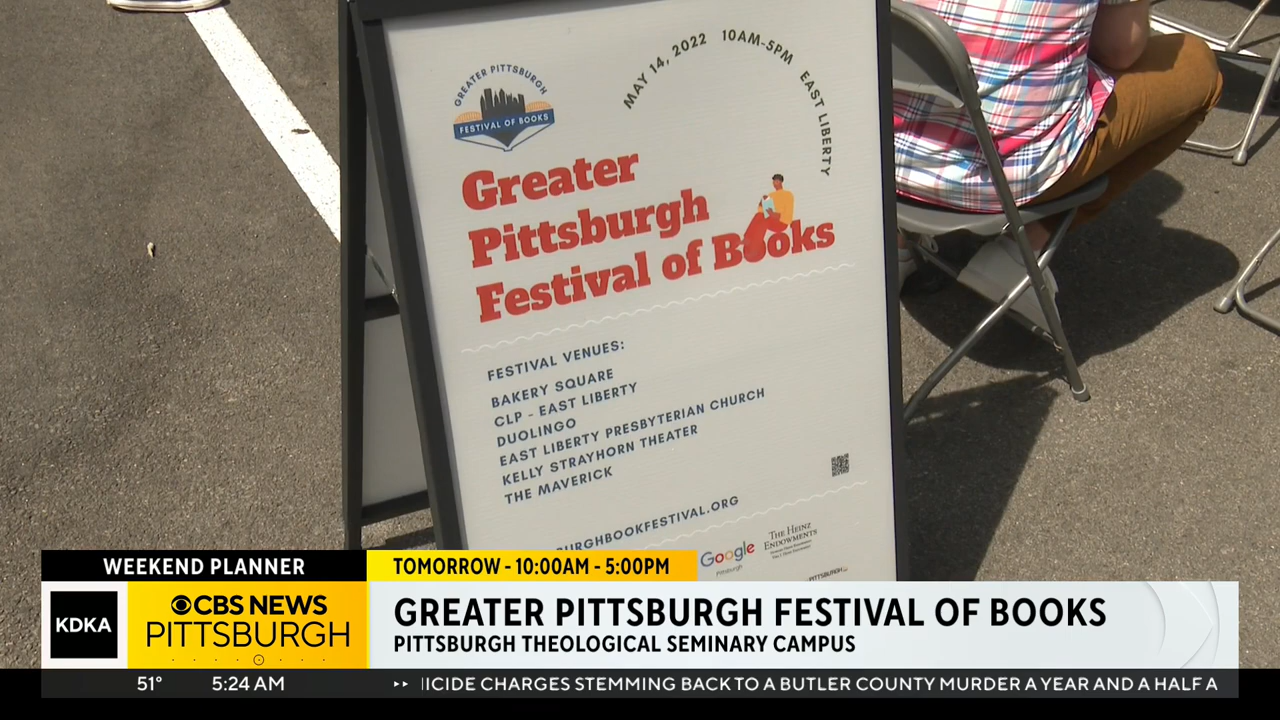 GREATER PITTSBURGH
FESTIVAL OF BOOKS
MAY 14, 2022 10AM-5PM EAST LIBERTY
Greater
Pittsburgh
Festival of Books
FESTIVAL VENUES:
BAKERY SQUARE
CLP - EAST LIBERTY
DUOLINGO
EAST LIBERTY PRESBYTERIAN CHURCH
KELLY STRAYHORN THEATER
THE MAVERICK
BURGHBOOKFESTIVAL.ORG
Google
Pittsburgh
THE HEINZ
ENDOWMENTS
WEEKEND PLANNER
TOMORROW - 10:00AM - 5:00PM
KDKA
CBS NEWS
PITTSBURGH
GREATER PITTSBURGH FESTIVAL OF BOOKS
PITTSBURGH THEOLOGICAL SEMINARY CAMPUS
51° 5:24 AM
ICIDE CHARGES STEMMING BACK TO A BUTLER COUNTY MURDER A YEAR AND A HALF A